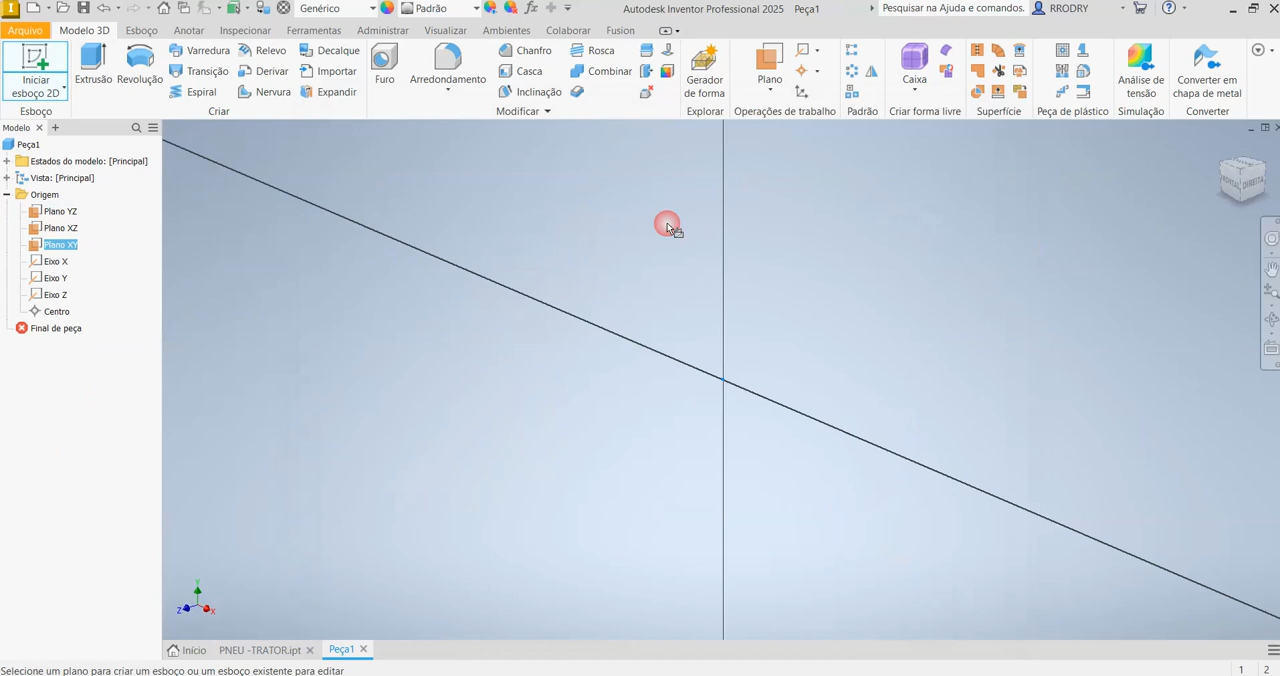 Genérico
Padrão
Autodesk Inventor Professional 2025 Peça1
Pesquisar na Ajuda e comandos.
RRODRY
Arquivo Modelo 3D Esboço Anotar Inspecionar Ferramentas Administrar Visualizar Ambientes Colaborar Fusion
Iniciar
esboço 2D
Extrusão
Revolução
Varredura
Transição
Espiral
Relevo
Derivar
Nervura
Decalque
Importar
Expandir
Furo
Arredondamento
Chanfro
Casca
Inclinação
Rosca
Combinar
Gerador
de forma
Plano
Caixa
Análise de
tensão
Converter em
chapa de metal
Esboço Criar Modificar Explorar Operações de trabalho Padrão Criar forma livre Superfície Peça de plástico Simulação Converter
Modelo
Peça1
Estados do modelo: [Principal]
Vista: [Principal]
Origem
Plano YZ
Plano XZ
Plano XY
Eixo X
Eixo Y
Eixo Z
Centro
Final de peça
DIREITA
Y
Z
X
Início PNEU -TRATOR.ipt Peça1
Selecione um plano para criar um esboço ou um esboço existente para editar
1 2